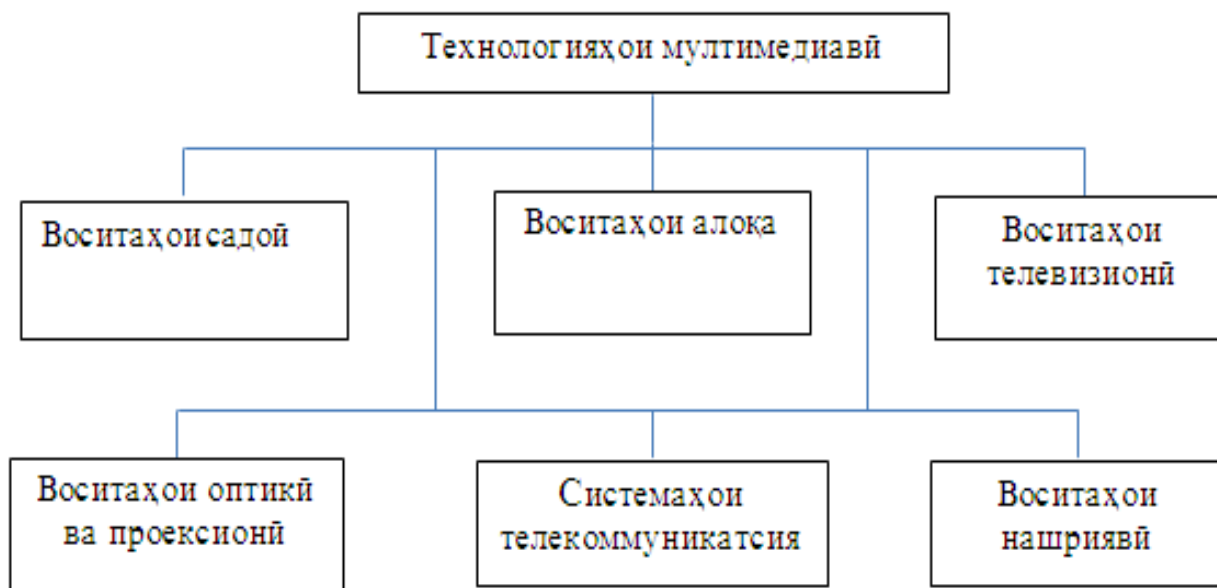 Технологияҳои мултимедиавӣ
Воситаҳои садоӣ
Воситаҳои алоқа
Воситаҳои
телевизионӣ
Воситаҳои оптикӣ
ва проексионӣ
Системаҳои
телекоммуникатсия
Воситаҳои
нашриявӣ